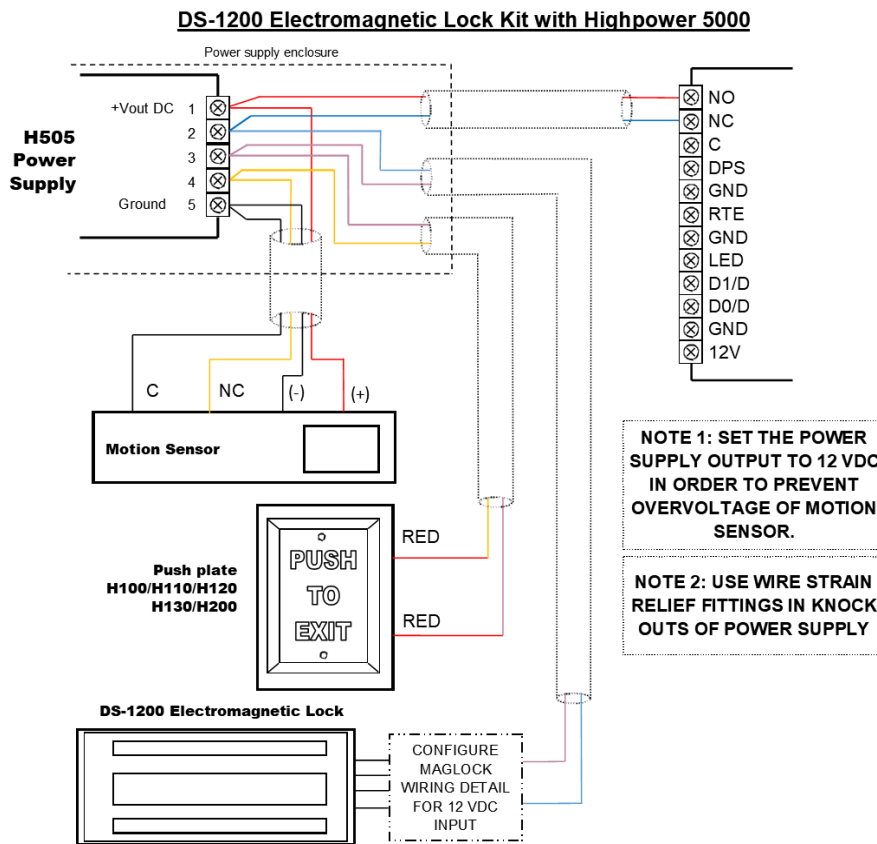 DS-1200 Electromagnetic Lock Kit with Highpower 5000
Power supply enclosure
H505
Power
Supply
+Vout DC 1
2
3
4
Ground 5
NO
NC
C
DPS
GND
RTE
GND
LED
D1/D
D0/D
GND
12V
C NC (-) (+)
Motion Sensor
NOTE 1: SET THE POWER
SUPPLY OUTPUT TO 12 VDC
IN ORDER TO PREVENT
OVERVOLTAGE OF MOTION
SENSOR.
NOTE 2: USE WIRE STRAIN
RELIEF FITTINGS IN KNOCK
OUTS OF POWER SUPPLY
Push plate
H100/H110/H120
H130/H200
PUSH
TO
EXIT
RED
RED
DS-1200 Electromagnetic Lock
CONFIGURE
MAGLOCK
WIRING DETAIL
FOR 12 VDC
INPUT